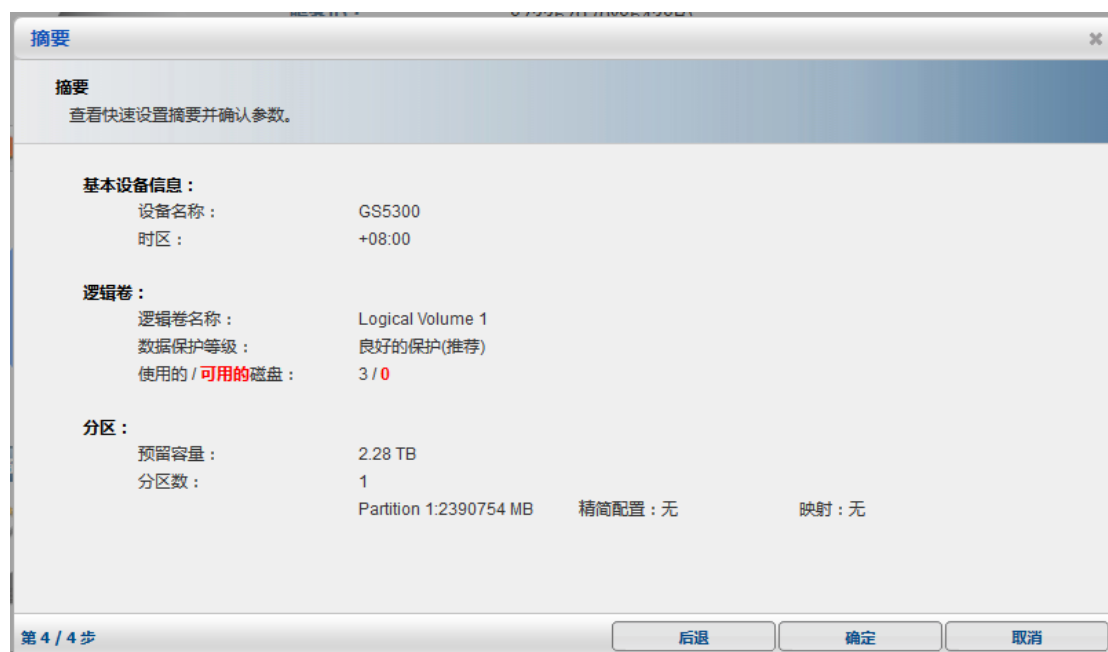 摘要
摘要
查看快速设置摘要并确认参数。
基本设备信息：
设备名称： GS5300
时区： +08:00
逻辑卷：
逻辑卷名称： Logical Volume 1
数据保护等级： 良好的保护(推荐)
使用的 / 可用的磁盘： 3 / 0
分区：
预留容量： 2.28 TB
分区数： 1
Partition 1:2390754 MB 精简配置：无 映射：无
第 4 / 4 步 后退 确定 取消